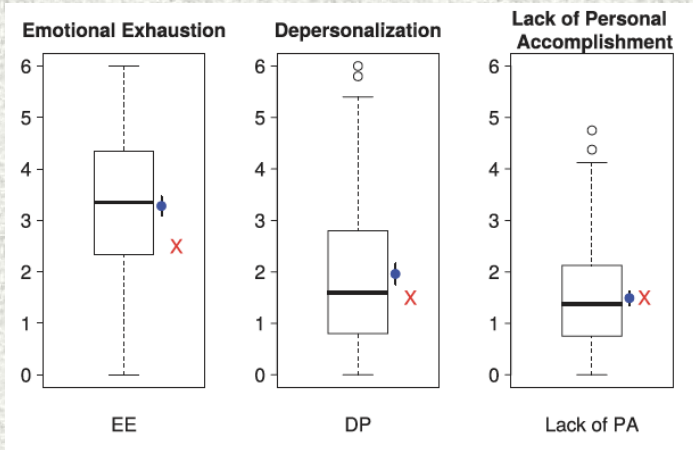 Emotional Exhaustion
Depersonalization
Lack of Personal
Accomplishment
6
5
4
3
2
1
0
X
6
5
4
3
2
1
0
X
6
5
4
3
2
1
0
X
EE
DP
Lack of PA